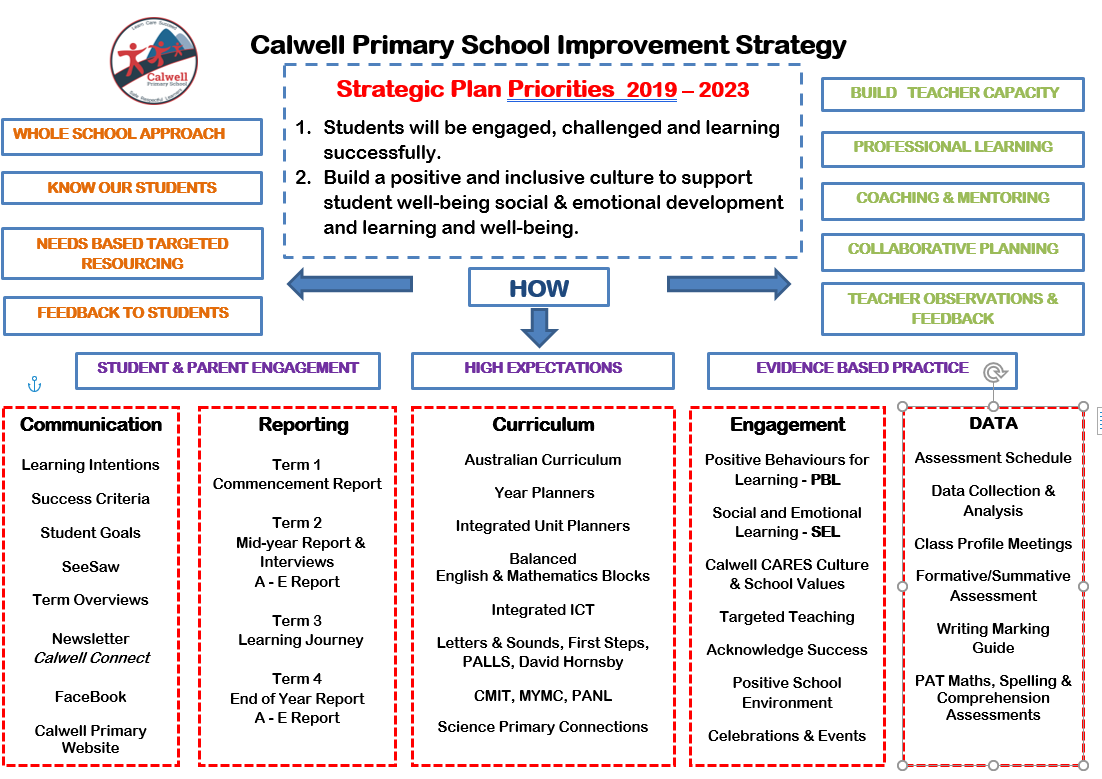 Learn Care Succeed
Calwell
Primary School
Safe Respectful Learners
Calwell Primary School Improvement Strategy
Strategic Plan Priorities 2019 – 2023
1. Students will be engaged, challenged and learning
successfully.
2. Build a positive and inclusive culture to support
student well-being social & emotional development
and learning and well-being.
WHOLE SCHOOL APPROACH
KNOW OUR STUDENTS
NEEDS BASED TARGETED
RESOURCING
FEEDBACK TO STUDENTS
BUILD TEACHER CAPACITY
PROFESSIONAL LEARNING
COACHING & MENTORING
COLLABORATIVE PLANNING
TEACHER OBSERVATIONS &
FEEDBACK
HOW
STUDENT & PARENT ENGAGEMENT
HIGH EXPECTATIONS
EVIDENCE BASED PRACTICE
Communication
Learning Intentions
Success Criteria
Student Goals
SeeSaw
Term Overviews
Newsletter
Calwell Connect
FaceBook
Calwell Primary
Website
Reporting
Term 1
Commencement Report
Term 2
Mid-year Report &
Interviews
A - E Report
Term 3
Learning Journey
Term 4
End of Year Report
A - E Report
Curriculum
Australian Curriculum
Year Planners
Integrated Unit Planners
Balanced
English & Mathematics Blocks
Integrated ICT
Letters & Sounds, First Steps,
PALLS, David Hornsby
CMIT, MYMC, PANL
Science Primary Connections
Engagement
Positive Behaviours for
Learning - PBL
Social and Emotional
Learning - SEL
Calwell CARES Culture
& School Values
Targeted Teaching
Acknowledge Success
Positive School
Environment
Celebrations & Events
DATA
Assessment Schedule
Data Collection &
Analysis
Class Profile Meetings
Formative/Summative
Assessment
Writing Marking
Guide
PAT Maths, Spelling &
Comprehension
Assessments